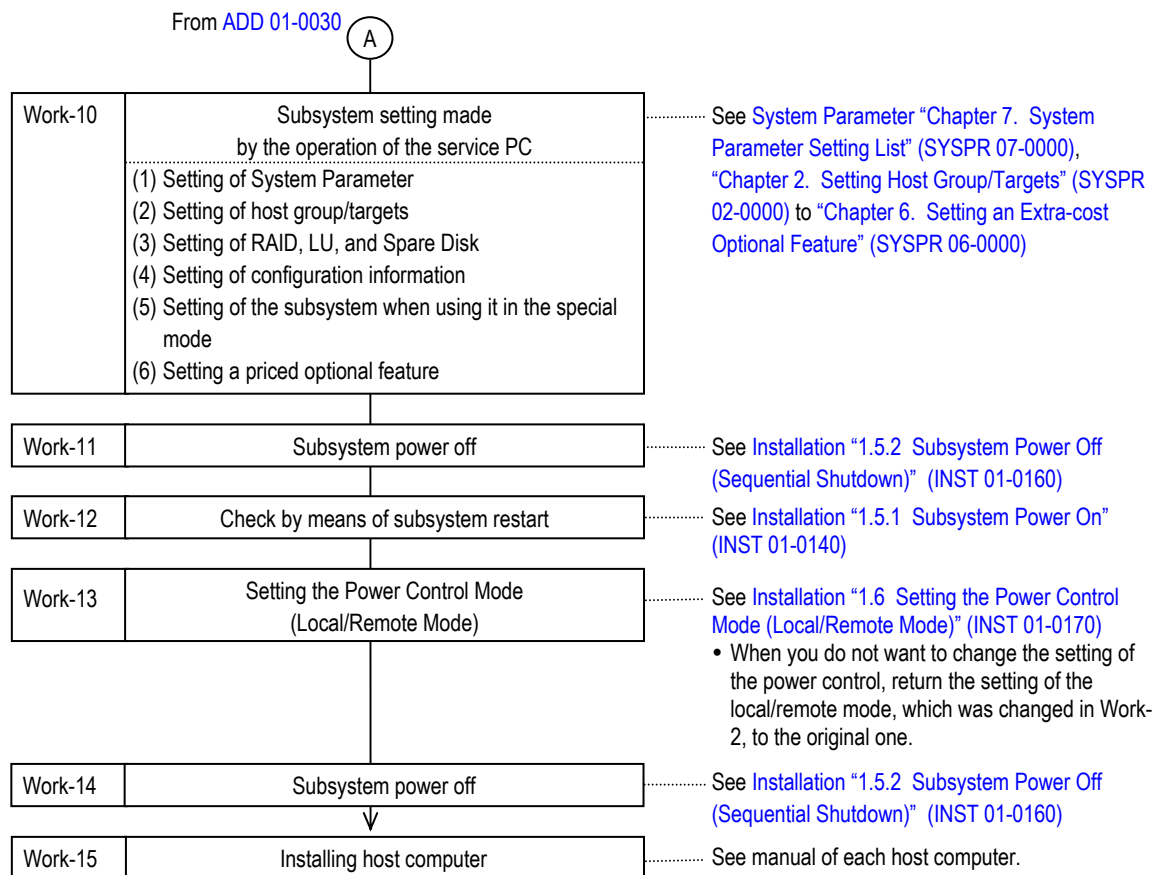 From ADD 01-0030
A
Work-10
Subsystem setting made
by the operation of the service PC
(1) Setting of System Parameter
(2) Setting of host group/targets
(3) Setting of RAID, LU, and Spare Disk
(4) Setting of configuration information
(5) Setting of the subsystem when using it in the special
mode
(6) Setting a priced optional feature
See System Parameter “Chapter 7. System
Parameter Setting List” (SYSPR 07-0000),
“Chapter 2. Setting Host Group/Targets” (SYSPR
02-0000) to “Chapter 6. Setting an Extra-cost
Optional Feature” (SYSPR 06-0000)
Work-11
Subsystem power off
See Installation “1.5.2 Subsystem Power Off
(Sequential Shutdown)” (INST 01-0160)
Work-12
Check by means of subsystem restart
See Installation “1.5.1 Subsystem Power On”
(INST 01-0140)
Work-13
Setting the Power Control Mode
(Local/Remote Mode)
See Installation “1.6 Setting the Power Control
Mode (Local/Remote Mode)” (INST 01-0170)
• When you do not want to change the setting of
the power control, return the setting of the
local/remote mode, which was changed in Work-
2, to the original one.
Work-14
Subsystem power off
See Installation “1.5.2 Subsystem Power Off
(Sequential Shutdown)” (INST 01-0160)
Work-15
Installing host computer
See manual of each host computer.